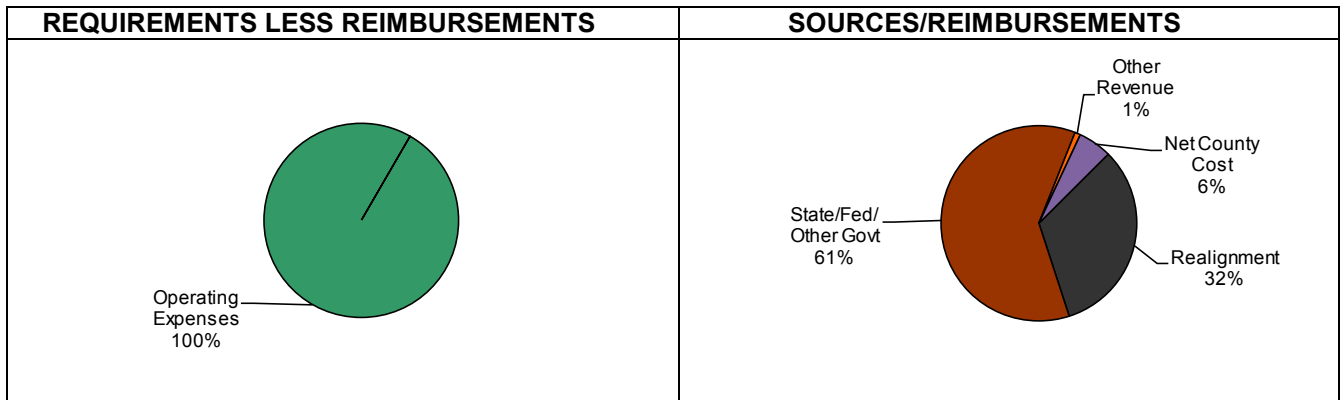 REQUIREMENTS LESS REIMBURSEMENTS
Operating
Expenses
100%
SOURCES/REIMBURSEMENTS
Other
Revenue
1%
Net County
Cost
6%
State/Fed/
Other Govt
61%
Realignment
32%